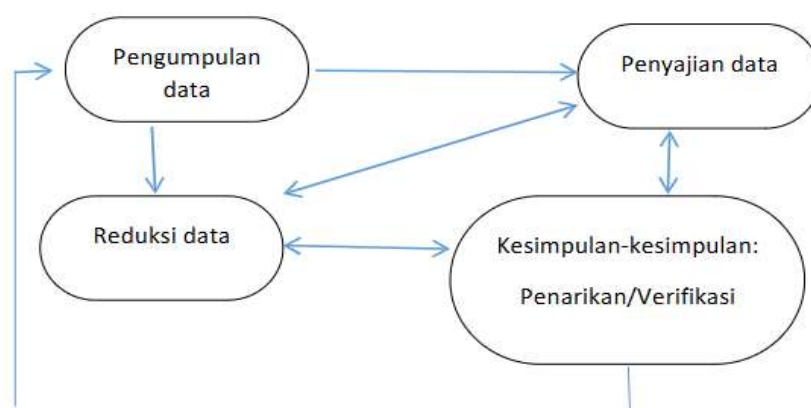 Pengumpulan
data
Penyajian data
Reduksi data
Kesimpulan-kesimpulan:
Penarikan/Verifikasi